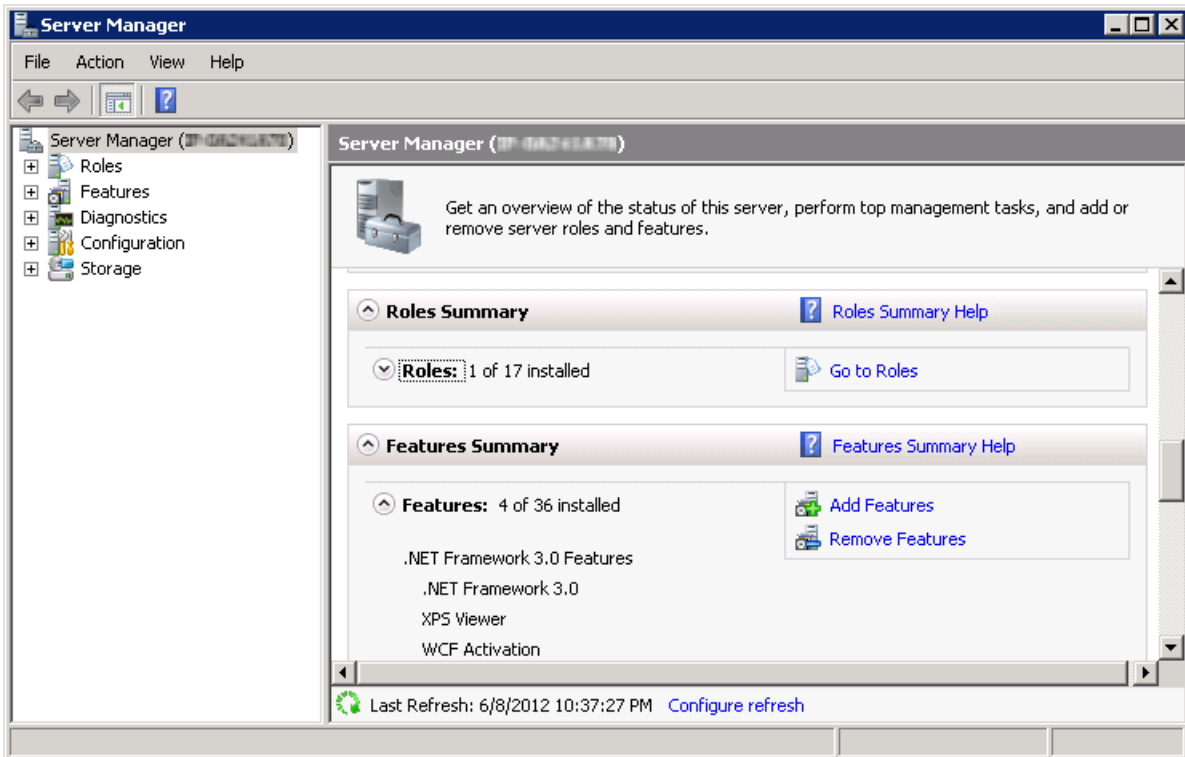 Server Manager
File Action View Help
Server Manager ( )
Roles
Features
Diagnostics
Configuration
Storage
Server Manager ( )
Get an overview of the status of this server, perform top management tasks, and add or
remove server roles and features.
Roles Summary
Roles Summary Help
Roles: 1 of 17 installed
Go to Roles
Features Summary
Features Summary Help
Features: 4 of 36 installed
Add Features
Remove Features
.NET Framework 3.0 Features
.NET Framework 3.0
XPS Viewer
WCF Activation
Last Refresh: 6/8/2012 10:37:27 PM Configure refresh